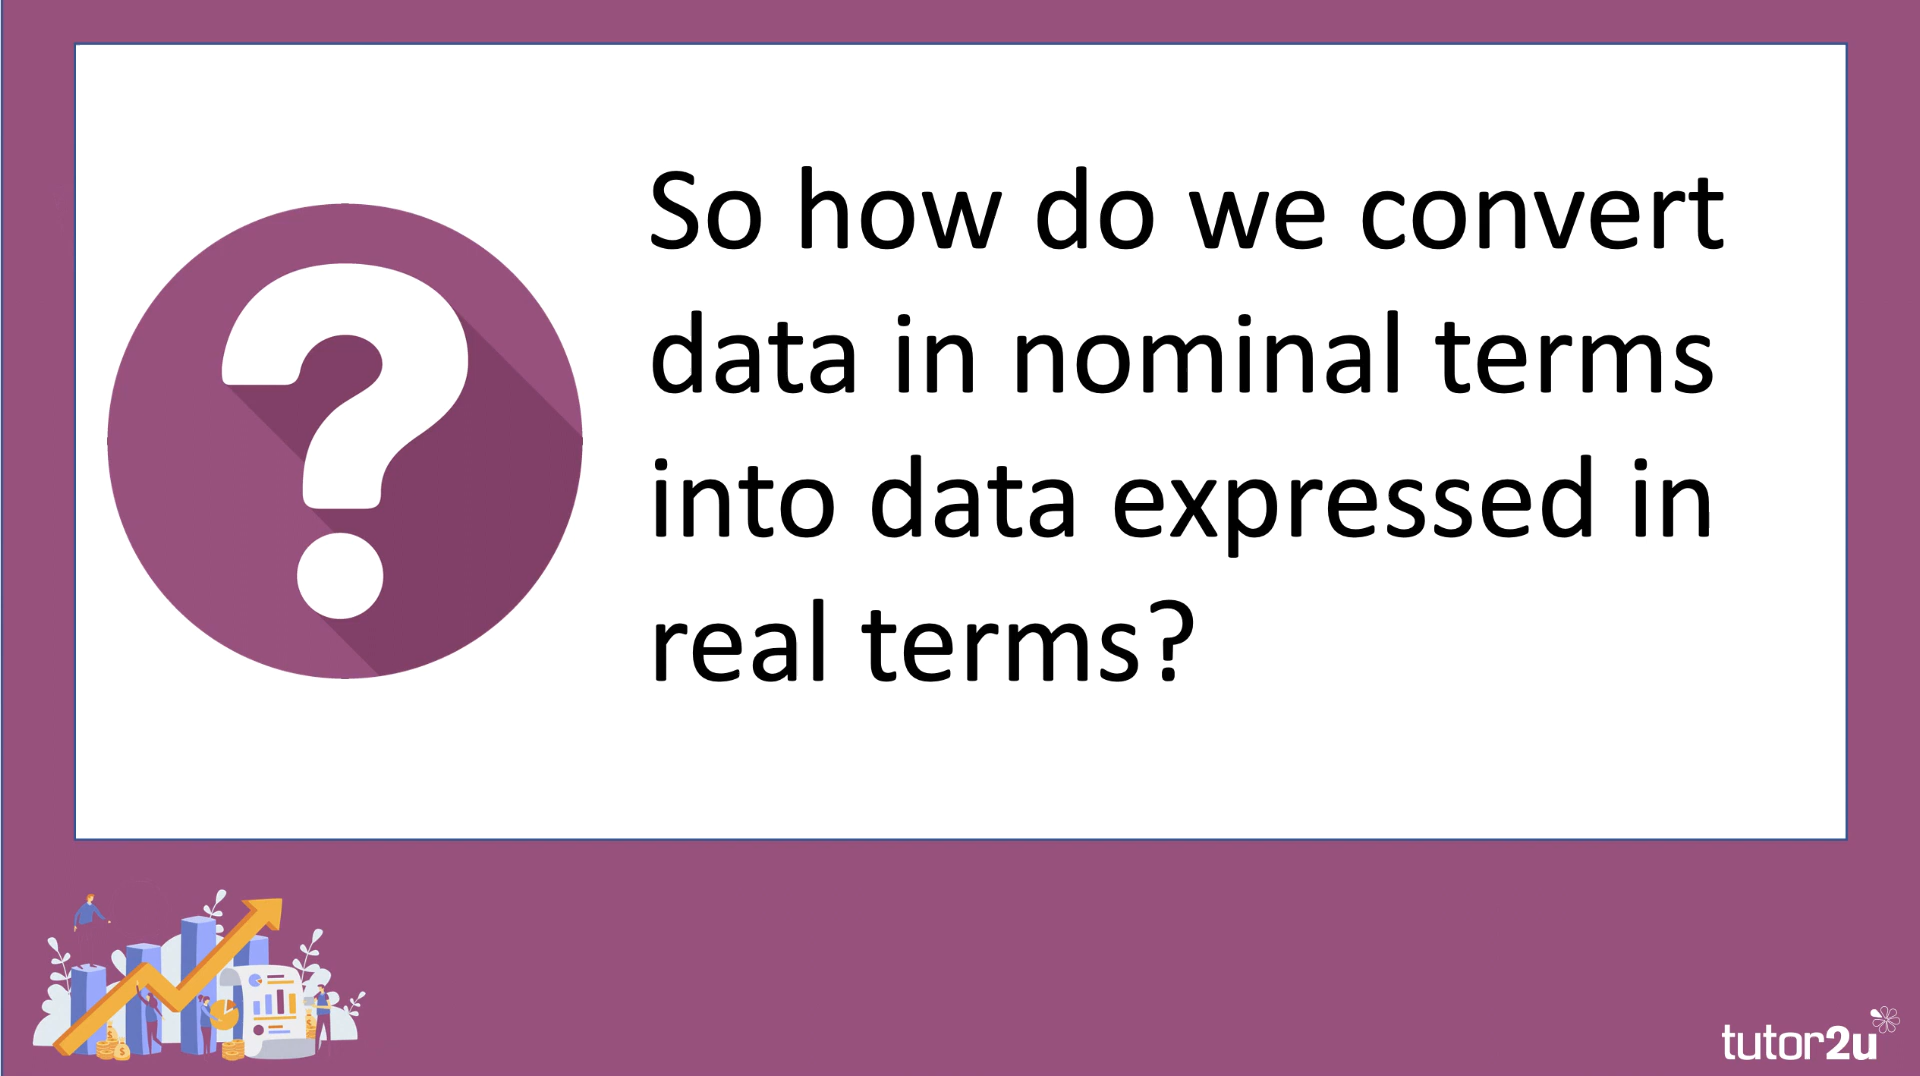 So how do we convert
data in nominal terms
into data expressed in
real terms?
tutor2u